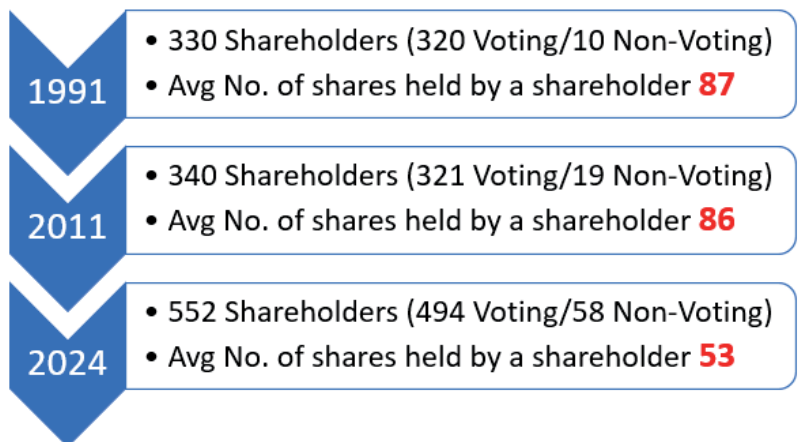 1991
• 330 Shareholders (320 Voting/10 Non-Voting)
• Avg No. of shares held by a shareholder 87
2011
• 340 Shareholders (321 Voting/19 Non-Voting)
• Avg No. of shares held by a shareholder 86
2024
• 552 Shareholders (494 Voting/58 Non-Voting)
• Avg No. of shares held by a shareholder 53